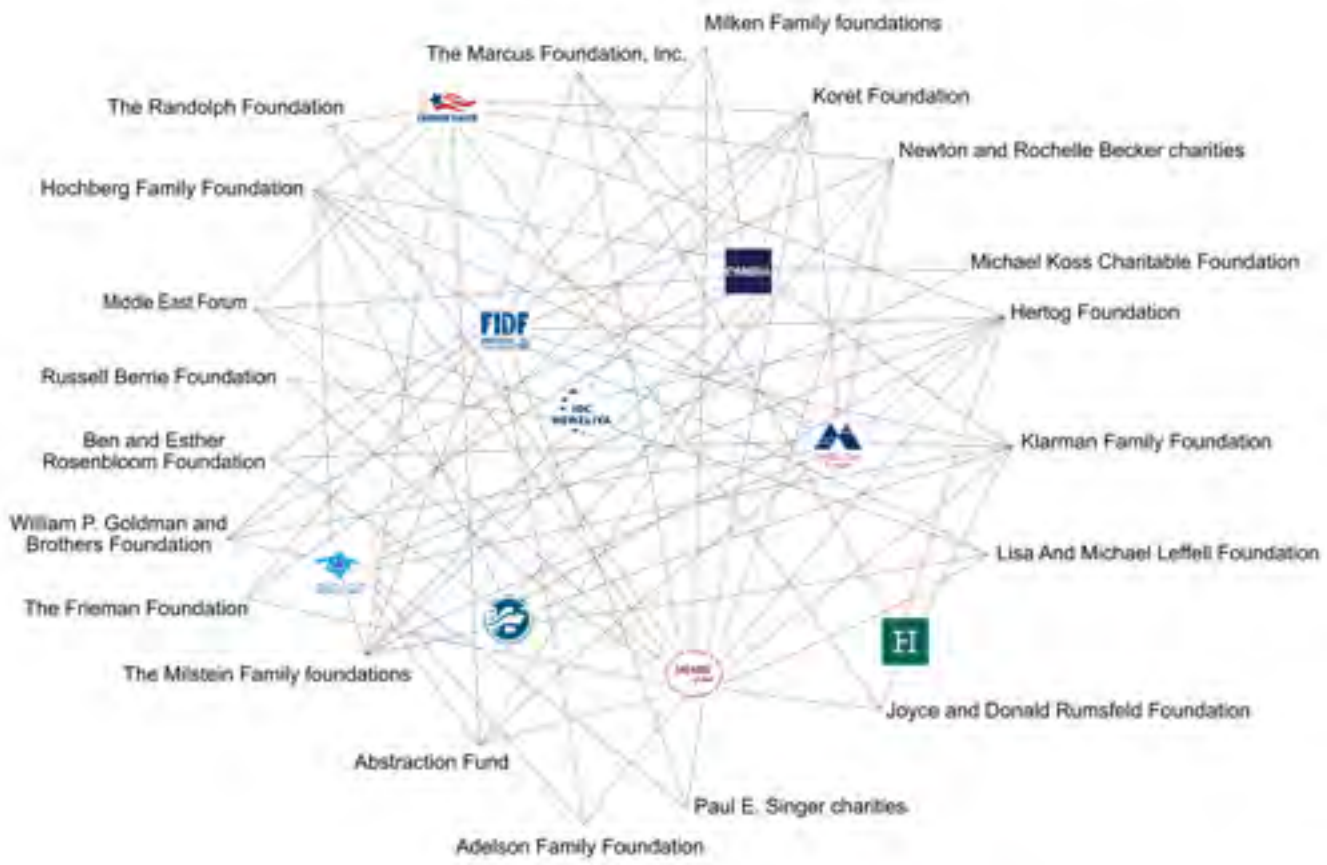 Milken Family foundations
The Marcus Foundation, Inc.
The Randolph Foundation
Koret Foundation
Newton and Rochelle Becker charities
Hochberg Family Foundation
Michael Koss Charitable Foundation
Middle East Forum
Hertog Foundation
FIDF
Russell Berrie Foundation
IDC
HERZLIYA
Ben and Esther
Rosenbloom Foundation
Klarman Family Foundation
William P. Goldman and
Brothers Foundation
Lisa And Michael Leffell Foundation
The Frieman Foundation
H
The Milstein Family foundations
Joyce and Donald Rumsfeld Foundation
Abstraction Fund
Paul E. Singer charities
Adelson Family Foundation